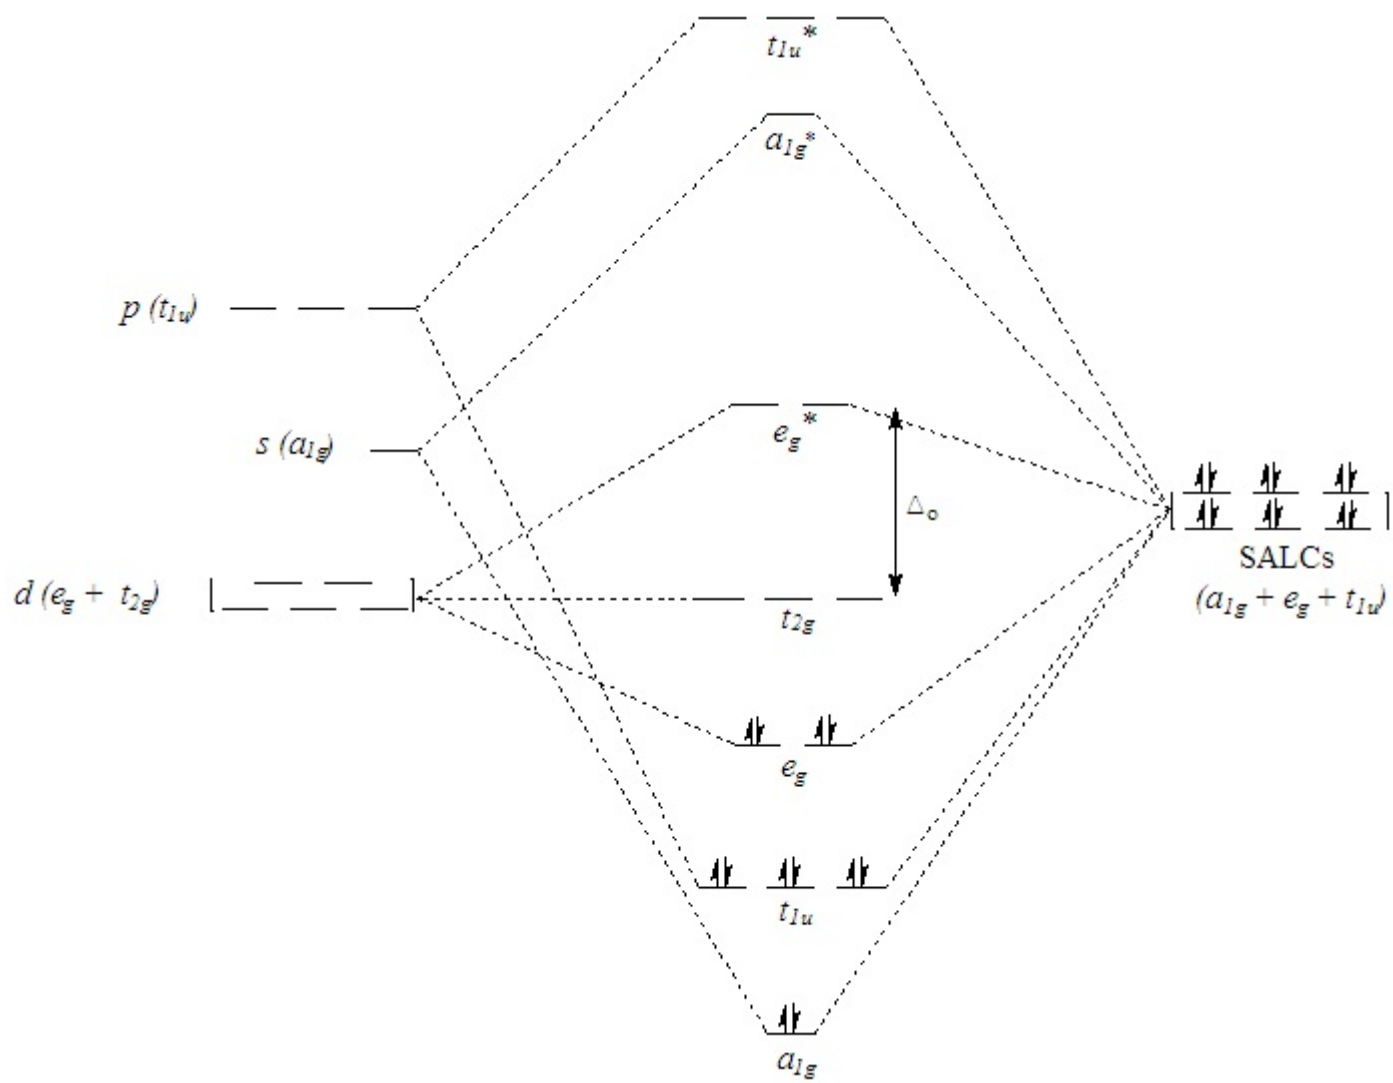 t1u*
a1g*
p (t1u)
eg*
s (a1g)
Δo
SALCs
d (eg + t2g)
(a1g + eg + t1u)
t2g
eg
t1u
a1g